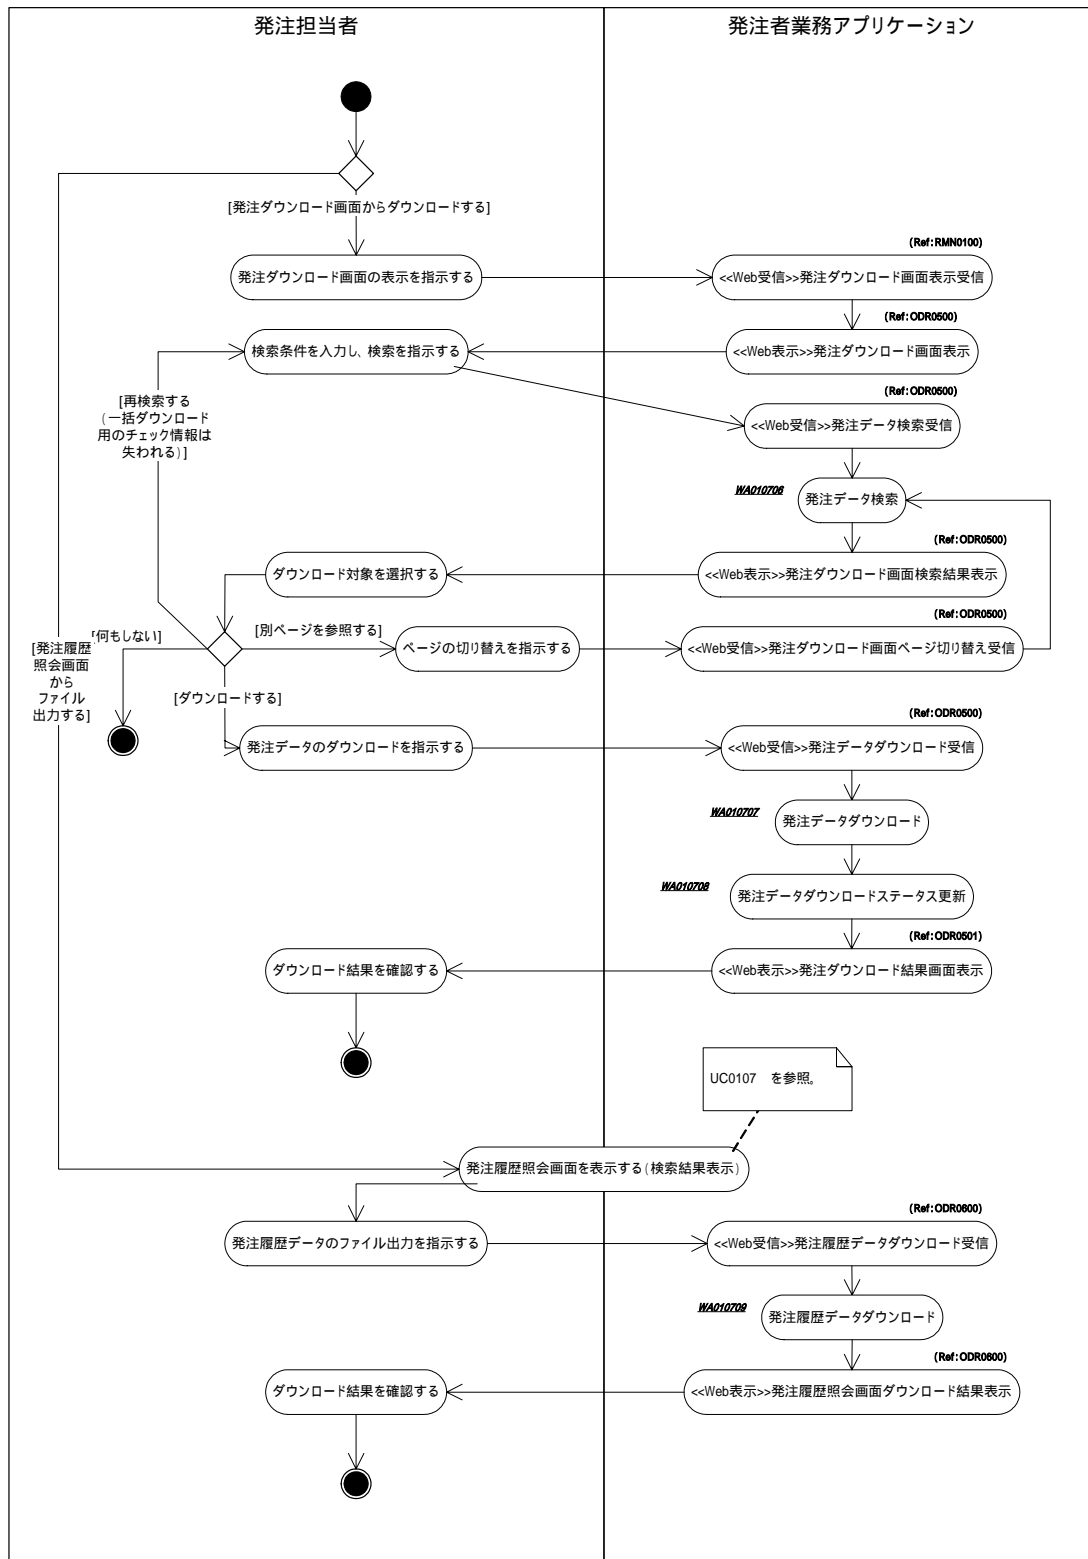 発注担当者
発注者業務アプリケーション
[発注ダウンロード画面からダウンロードする]
(Ref:RMN0100)
発注ダウンロード画面の表示を指示する
<<Web受信>>発注ダウンロード画面表示受信
(Ref:ODR0500)
検索条件を入力し、検索を指示する
<<Web表示>>発注ダウンロード画面表示
[再検索する
(一括ダウンロード
用のチェック情報は
失われる)]
(Ref:ODR0500)
<<Web受信>>発注データ検索受信
WA010706
発注データ検索
(Ref:ODR0500)
ダウンロード対象を選択する
<<Web表示>>発注ダウンロード画面検索結果表示
(Ref:ODR0500)
[何もしない]
[別ページを参照する]
ページの切り替えを指示する
<<Web受信>>発注ダウンロード画面ページ切り替え受信
[発注履歴
照会画面
から
ファイル
出力する]
[ダウンロードする]
(Ref:ODR0500)
発注データのダウンロードを指示する
<<Web受信>>発注データダウンロード受信
WA010707
発注データダウンロード
WA010708
発注データダウンロードステータス更新
(Ref:ODR0501)
ダウンロード結果を確認する
<<Web表示>>発注ダウンロード結果画面表示
UC0107 を参照。
発注履歴照会画面を表示する(検索結果表示)
(Ref:ODR0600)
発注履歴データのファイル出力を指示する
<<Web受信>>発注履歴データダウンロード受信
WA010709
発注履歴データダウンロード
(Ref:ODR0600)
ダウンロード結果を確認する
<<Web表示>>発注履歴照会画面ダウンロード結果表示